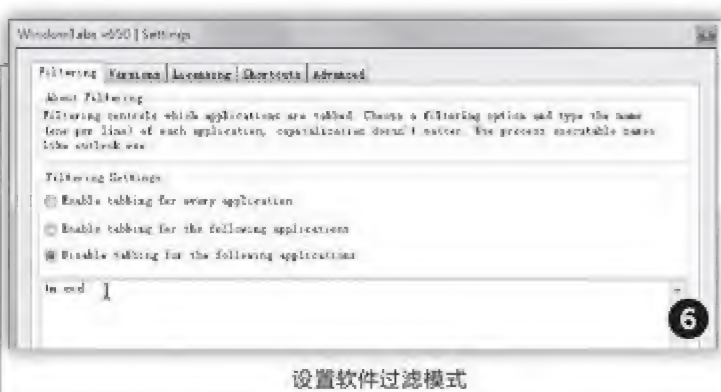 WindowTabs v650 | Settings
Filtering Versions Licensing Shortcuts Advanced
About Filtering
Filtering controls which applications are tabbed. Choose a filtering option and type the name
(one per line) of each application, capitalization doesn't matter. Use process executable names
like outlook exe
Filtering Settings
Enable tabbing for every application
Enable tabbing for the following applications
Disable tabbing for the following applications
6
设置软件过滤模式